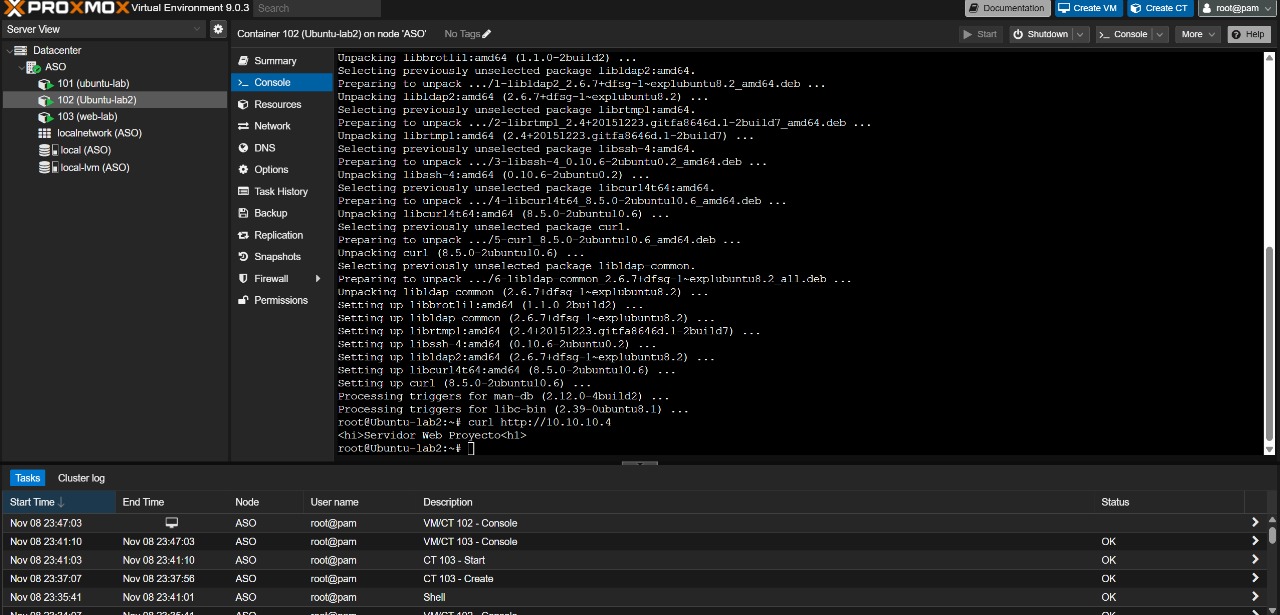 PROXMOX Virtual Environment 9.0.3 Search Documentation Create VM Create CT root@pam
Server View
Container 102 (Ubuntu-lab2) on node 'ASO' No Tags Start Shutdown Console More Help
Datacenter
ASO
101 (ubuntu-lab)
102 (Ubuntu-lab2)
103 (web-lab)
localnetwork (ASO)
local (ASO)
local-lvm (ASO)
Summary
Console
Resources
Network
DNS
Options
Task History
Backup
Replication
Snapshots
Firewall
Permissions
Unpacking libbrotli1:amd64 (1.1.0-2build2) ...
Selecting previously unselected package libldap2:amd64.
Preparing to unpack .../1-libldap2_2.6.7+dfsg-1~exp1ubuntu8.2_amd64.deb ...
Unpacking libldap2:amd64 (2.6.7+dfsg-1~exp1ubuntu8.2) ...
Selecting previously unselected package librtmp1:amd64.
Preparing to unpack .../2-librtmp1_2.4+20151223.gitfa8646d.1-2build7_amd64.deb ...
Unpacking librtmp1:amd64 (2.4+20151223.gitfa8646d.1-2build7) ...
Selecting previously unselected package libssh-4:amd64.
Preparing to unpack .../3-libssh-4_0.10.6-2ubuntu0.2_amd64.deb ...
Unpacking libssh-4:amd64 (0.10.6-2ubuntu0.2) ...
Selecting previously unselected package libcurl4t64:amd64.
Preparing to unpack .../4-libcurl4t64_8.5.0-2ubuntu10.6_amd64.deb ...
Unpacking libcurl4t64:amd64 (8.5.0-2ubuntu10.6) ...
Selecting previously unselected package curl.
Preparing to unpack .../5-curl_8.5.0-2ubuntu10.6_amd64.deb ...
Unpacking curl (8.5.0-2ubuntu10.6) ...
Selecting previously unselected package libldap-common.
Preparing to unpack .../6-libldap-common_2.6.7+dfsg-1~exp1ubuntu8.2_all.deb ...
Unpacking libldap-common (2.6.7+dfsg-1~exp1ubuntu8.2) ...
Setting up libbrotli1:amd64 (1.1.0-2build2) ...
Setting up libldap-common (2.6.7+dfsg-1~exp1ubuntu8.2) ...
Setting up librtmp1:amd64 (2.4+20151223.gitfa8646d.1-2build7) ...
Setting up libssh-4:amd64 (0.10.6-2ubuntu0.2) ...
Setting up libldap2:amd64 (2.6.7+dfsg-1~exp1ubuntu8.2) ...
Setting up libcurl4t64:amd64 (8.5.0-2ubuntu10.6) ...
Setting up curl (8.5.0-2ubuntu10.6) ...
Processing triggers for man-db (2.12.0-4build2) ...
Processing triggers for libc-bin (2.39-0ubuntu8.1) ...
root@Ubuntu-lab2:~# curl http://10.10.10.4
<h1>Servidor Web Proyecto<h1>
root@Ubuntu-lab2:~#
Tasks Cluster log
Start Time End Time Node User name Description Status
Nov 08 23:47:03 ASO root@pam VM/CT 102 - Console
Nov 08 23:41:10 Nov 08 23:47:03 ASO root@pam VM/CT 103 - Console OK
Nov 08 23:41:03 Nov 08 23:41:10 ASO root@pam CT 103 - Start OK
Nov 08 23:37:07 Nov 08 23:37:56 ASO root@pam CT 103 - Create OK
Nov 08 23:35:41 Nov 08 23:41:01 ASO root@pam Shell OK
Nov 08 23:34:07 Nov 08 23:35:41 ASO root@pam VM/CT 102 - Console